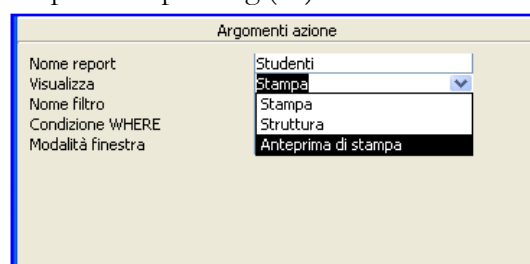 Argomenti azione
Nome report Studenti
Visualizza Stampa
Nome filtro Stampa
Condizione WHERE Struttura
Modalità finestra Anteprima di stampa